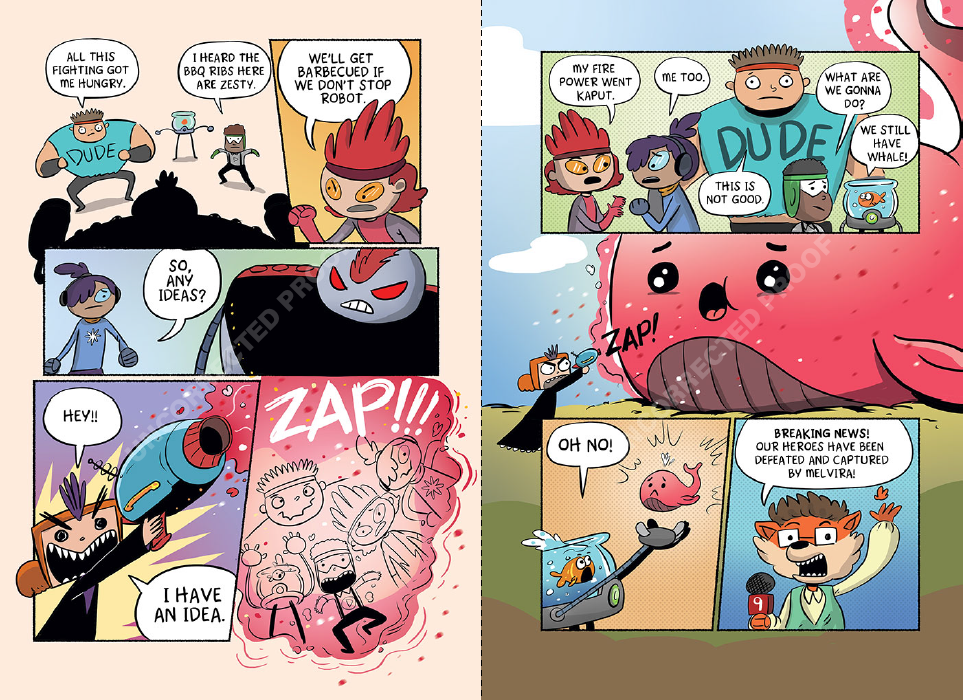 ALL THIS
FIGHTING GOT
ME HUNGRY.
I HEARD THE
BBQ RIBS HERE
ARE ZESTY.
DUDE
WE'LL GET
BARBECUED IF
WE DON'T STOP
ROBOT.
SO,
ANY
IDEAS?
HEY!!
I HAVE
AN IDEA.
ZAP!!!
MY FIRE
POWER WENT
KAPUT.
ME TOO.
WHAT ARE
WE GONNA
DO?
DUDE
THIS IS
NOT GOOD.
WE STILL
HAVE
WHALE!
ZAP!
OH NO!
BREAKING NEWS!
OUR HEROES HAVE BEEN
DEFEATED AND CAPTURED
BY MELVIRA!
9